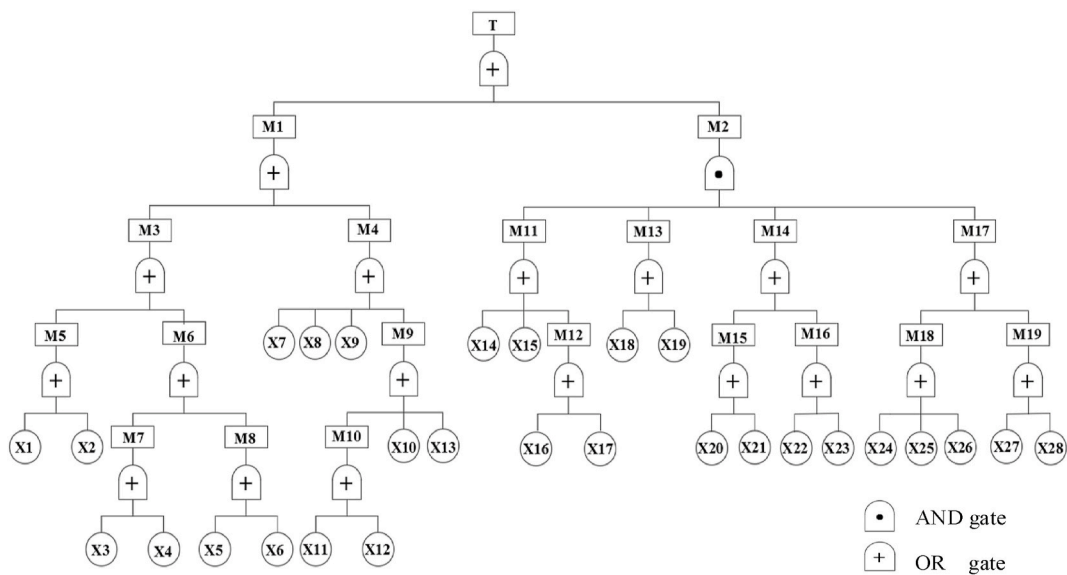 T
+
M1 M2
+ •
M3 M4 M11 M13 M14 M17
+ + + + + +
M5 M6 X7 X8 X9 M9 X14 X15 M12 X18 X19 M15 M16 M18 M19
+ + + + + + + +
X1 X2 M7 M8 M10 X10 X13 X16 X17 X20 X21 X22 X23 X24 X25 X26 X27 X28
+ + +
X3 X4 X5 X6 X11 X12
• AND gate
+ OR gate